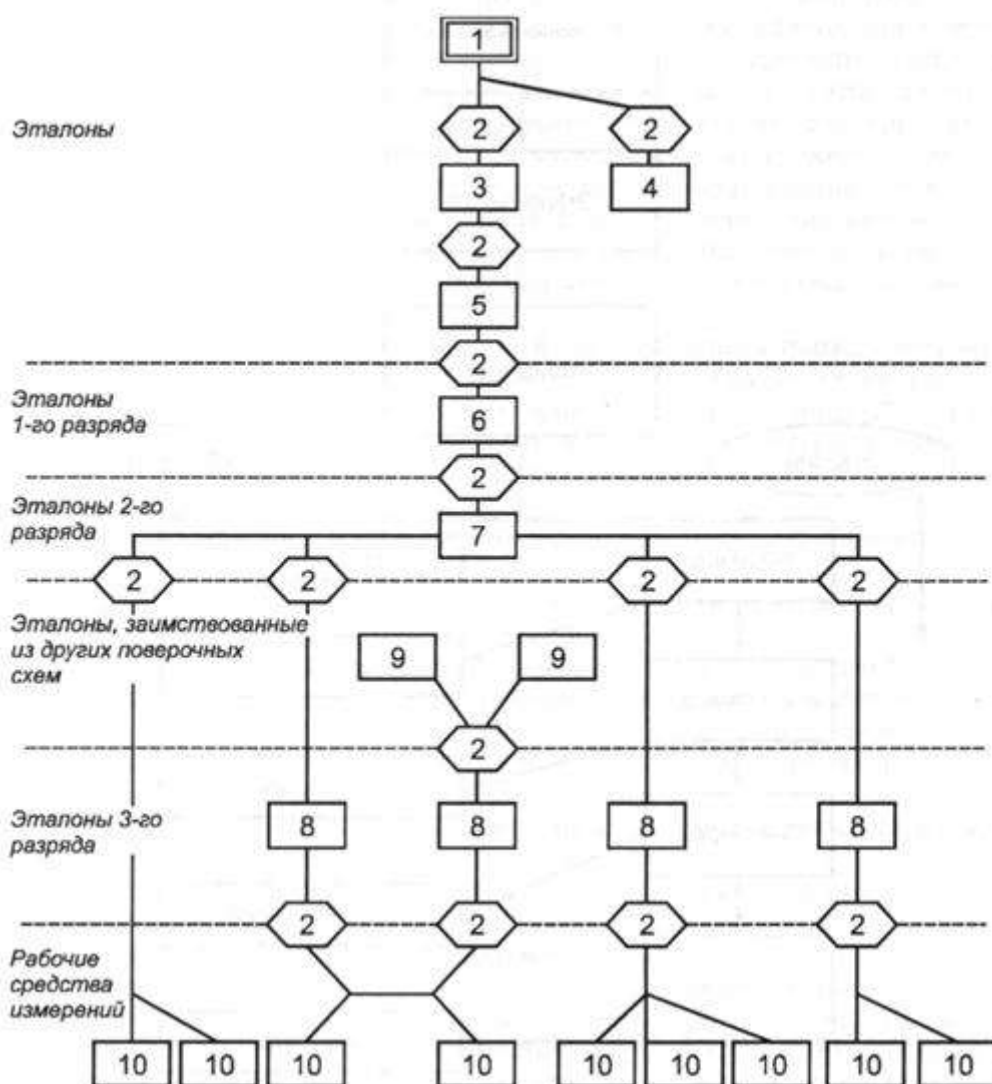 1
Эталоны
2 2
3 4
2
5
2
Эталоны
1-го разряда
6
2
Эталоны 2-го
разряда
7
2 2 2 2
Эталоны, заимствованные
из других поверочных
схем
9 9
2
Эталоны 3-го
разряда
8 8 8 8
2 2 2 2
Рабочие
средства
измерений
10 10 10 10 10 10 10 10 10